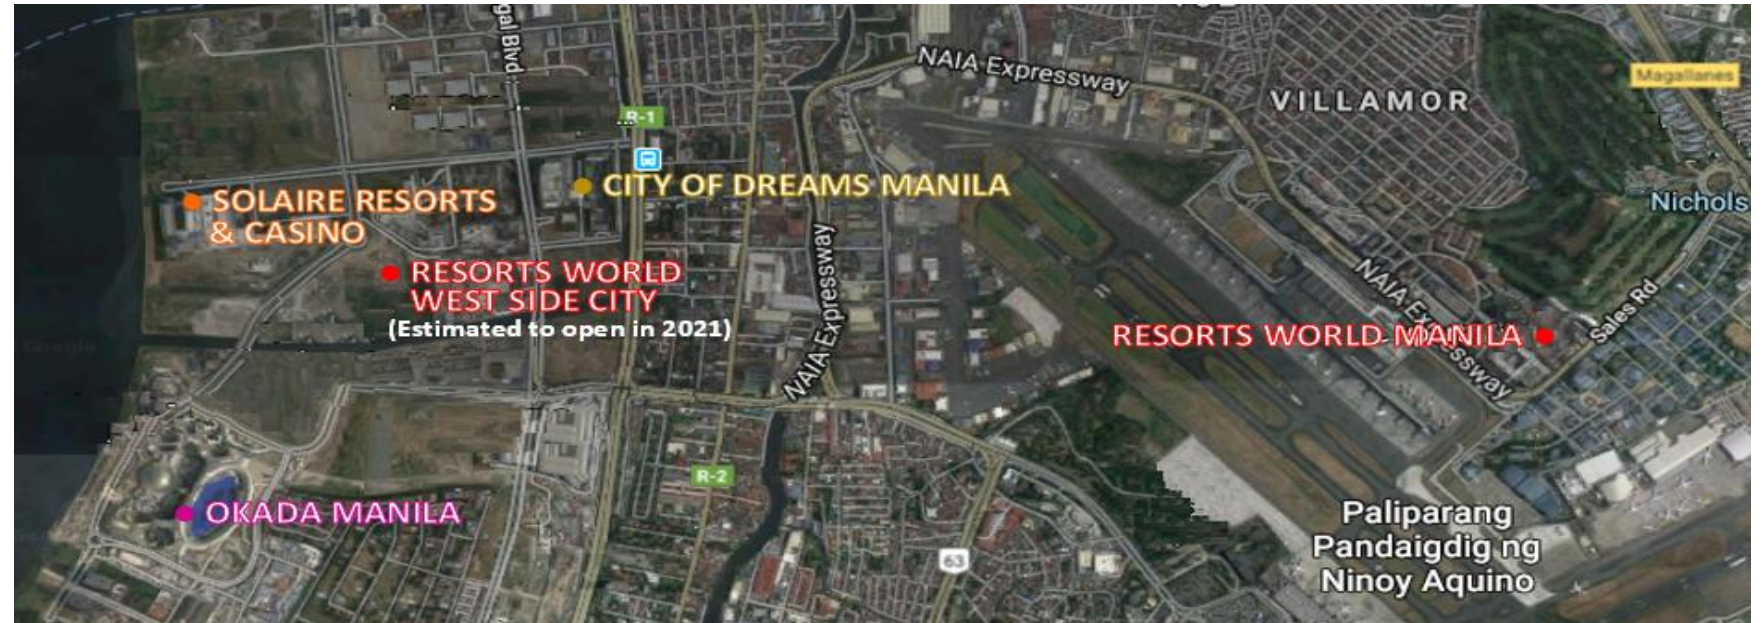 NAIA Expressway
Magallanes
VILLAMOR
R-1
CITY OF DREAMS MANILA
SOLAIRE RESORTS
& CASINO
Nichols
RESORTS WORLD
WEST SIDE CITY
(Estimated to open in 2021)
NAIA Expressway
NAIA Expressway
Sales Rd
RESORTS WORLD MANILA
R-2
OKADA MANILA
Paliparang
Pandaigdig ng
Ninoy Aquino
63